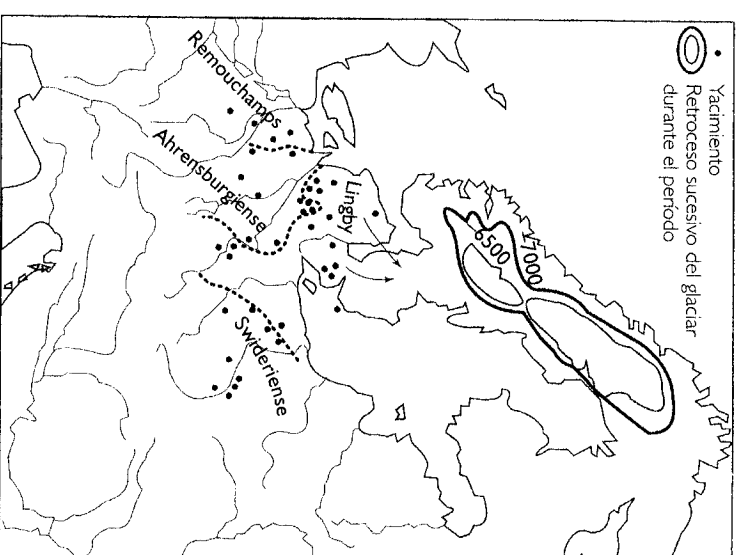 Yacimiento
Retroceso sucesivo del glaciar
durante el período
7000
6500
Lingby
Remouchamps
Ahrensburgiense
Swideriense